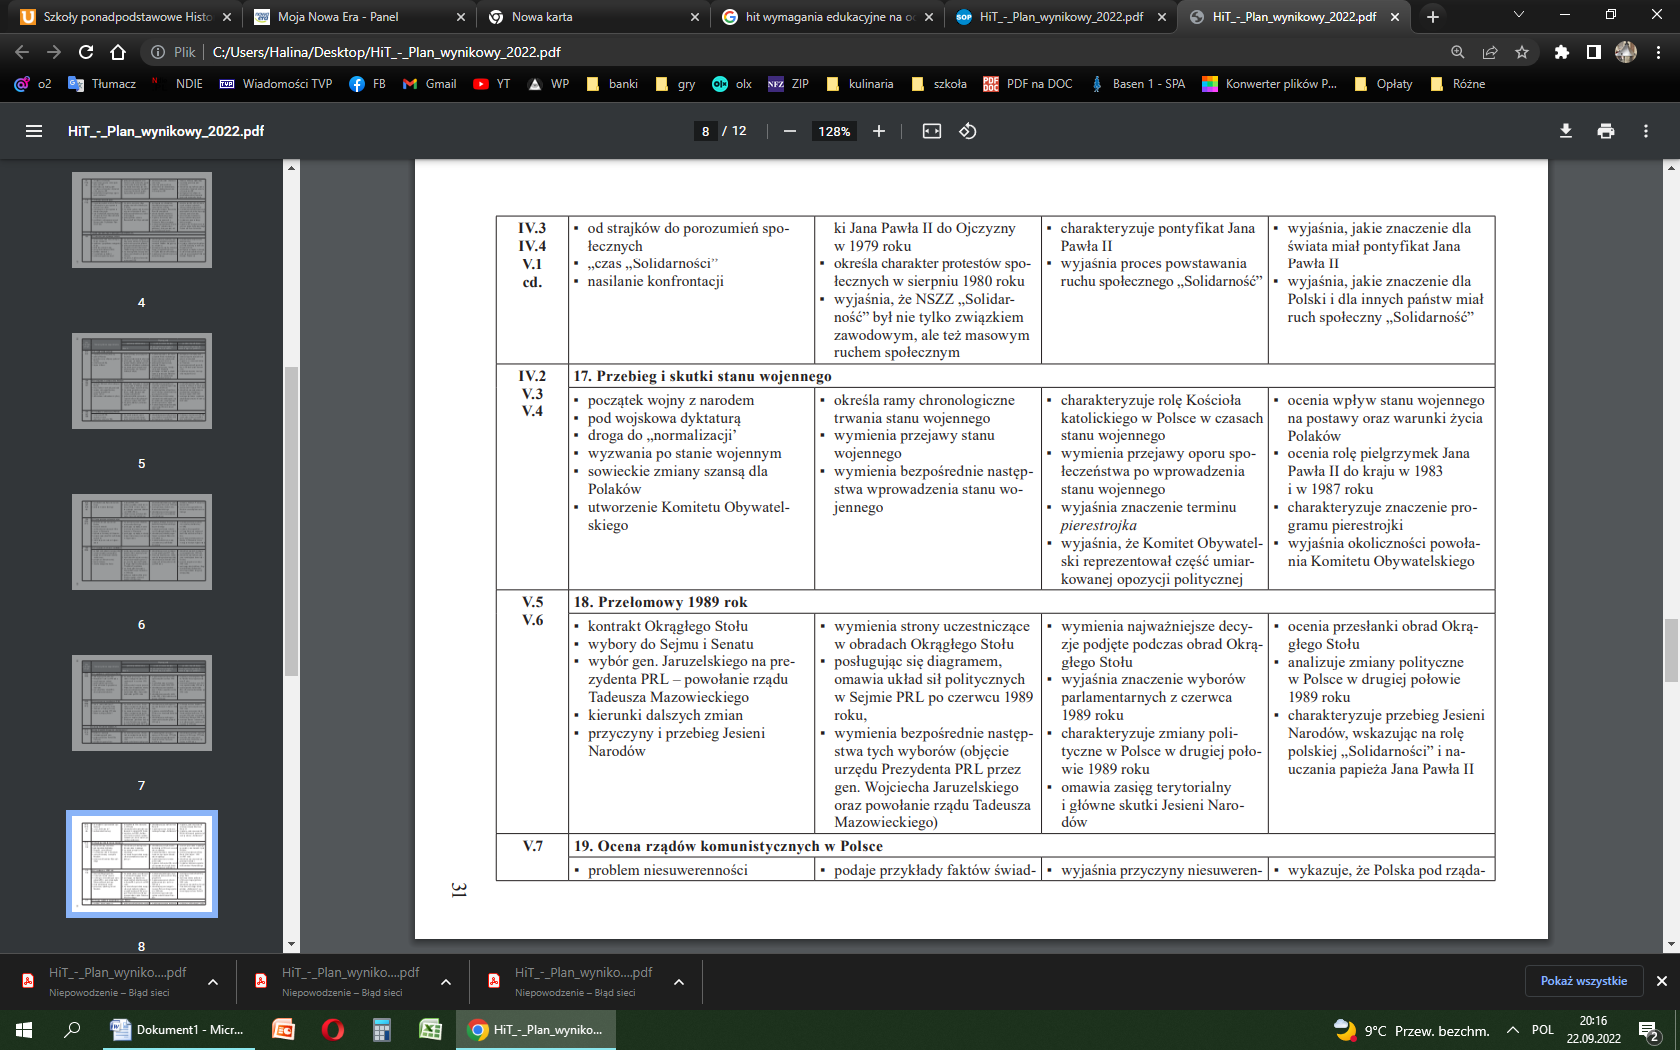 Szkoły ponadpodstawowe Histo
Moja Nowa Era - Panel
Nowa karta
hit wymagania edukacyjne na oc
HiT_-_Plan_wynikowy_2022.pdf
HiT_-_Plan_wynikowy_2022.pdf
Plik
C:/Users/Halina/Desktop/HiT_-_Plan_wynikowy_2022.pdf
o2
Tłumacz
NDIE
Wiadomości TVP
FB
Gmail
YT
WP
banki
gry
olx
ZIP
kulinaria
szkoła
PDF na DOC
Basen 1 - SPA
Konwerter plików P...
Opłaty
Różne
HiT_-_Plan_wynikowy_2022.pdf
8 / 12
128%
4
5
6
7
8
IV.3
IV.4
V.1
cd.
▪ od strajków do porozumień spo-
łecznych
▪ „czas „Solidarności”
▪ nasilanie konfrontacji
ki Jana Pawła II do Ojczyzny
w 1979 roku
▪ określa charakter protestów spo-
łecznych w sierpniu 1980 roku
▪ wyjaśnia, że NSZZ „Solidar-
ność” był nie tylko związkiem
zawodowym, ale też masowym
ruchem społecznym
▪ charakteryzuje pontyfikat Jana
Pawła II
▪ wyjaśnia proces powstawania
ruchu społecznego „Solidarność”
▪ wyjaśnia, jakie znaczenie dla
świata miał pontyfikat Jana
Pawła II
▪ wyjaśnia, jakie znaczenie dla
Polski i dla innych państw miał
ruch społeczny „Solidarność”
IV.2
V.3
V.4
17. Przebieg i skutki stanu wojennego
▪ początek wojny z narodem
▪ pod wojskowa dyktaturą
▪ droga do „normalizacji’
▪ wyzwania po stanie wojennym
▪ sowieckie zmiany szansą dla
Polaków
▪ utworzenie Komitetu Obywatel-
skiego
▪ określa ramy chronologiczne
trwania stanu wojennego
▪ wymienia przejawy stanu
wojennego
▪ wymienia bezpośrednie następ-
stwa wprowadzenia stanu wo-
jennego
▪ charakteryzuje rolę Kościoła
katolickiego w Polsce w czasach
stanu wojennego
▪ wymienia przejawy oporu spo-
łeczeństwa po wprowadzenia
stanu wojennego
▪ wyjaśnia znaczenie terminu
pierestrojka
▪ wyjaśnia, że Komitet Obywatel-
ski reprezentował część umiar-
kowanej opozycji politycznej
▪ ocenia wpływ stanu wojennego
na postawy oraz warunki życia
Polaków
▪ ocenia rolę pielgrzymek Jana
Pawła II do kraju w 1983
i w 1987 roku
▪ charakteryzuje znaczenie pro-
gramu pierestrojki
▪ wyjaśnia okoliczności powoła-
nia Komitetu Obywatelskiego
V.5
V.6
18. Przełomowy 1989 rok
▪ kontrakt Okrągłego Stołu
▪ wybory do Sejmu i Senatu
▪ wybór gen. Jaruzelskiego na pre-
zydenta PRL – powołanie rządu
Tadeusza Mazowieckiego
▪ kierunki dalszych zmian
▪ przyczyny i przebieg Jesieni
Narodów
▪ wymienia strony uczestniczące
w obradach Okrągłego Stołu
▪ posługując się diagramem,
omawia układ sił politycznych
w Sejmie PRL po czerwcu 1989
roku,
▪ wymienia bezpośrednie następ-
stwa tych wyborów (objęcie
urzędu Prezydenta PRL przez
gen. Wojciecha Jaruzelskiego
oraz powołanie rządu Tadeusza
Mazowieckiego)
▪ wymienia najważniejsze decy-
zje podjęte podczas obrad Okrą-
głego Stołu
▪ wyjaśnia znaczenie wyborów
parlamentarnych z czerwca
1989 roku
▪ charakteryzuje zmiany poli-
tyczne w Polsce w drugiej poło-
wie 1989 roku
▪ omawia zasięg terytorialny
i główne skutki Jesieni Naro-
dów
▪ ocenia przesłanki obrad Okrą-
głego Stołu
▪ analizuje zmiany polityczne
w Polsce w drugiej połowie
1989 roku
▪ charakteryzuje przebieg Jesieni
Narodów, wskazując na rolę
polskiej „Solidarności” i na-
uczania papieża Jana Pawła II
V.7
19. Ocena rządów komunistycznych w Polsce
▪ problem niesuwerenności
▪ podaje przykłady faktów świad-
▪ wyjaśnia przyczyny niesuweren-
▪ wykazuje, że Polska pod rząda-
31
HiT_-_Plan_wyniko....pdf
Niepowodzenie – Błąd sieci
HiT_-_Plan_wyniko....pdf
Niepowodzenie – Błąd sieci
HiT_-_Plan_wyniko....pdf
Niepowodzenie – Błąd sieci
Pokaż wszystkie
Dokument1 - Micr...
HiT_-_Plan_wyniko...
9°C Przew. bezchm.
POL
20:16
22.09.2022
2